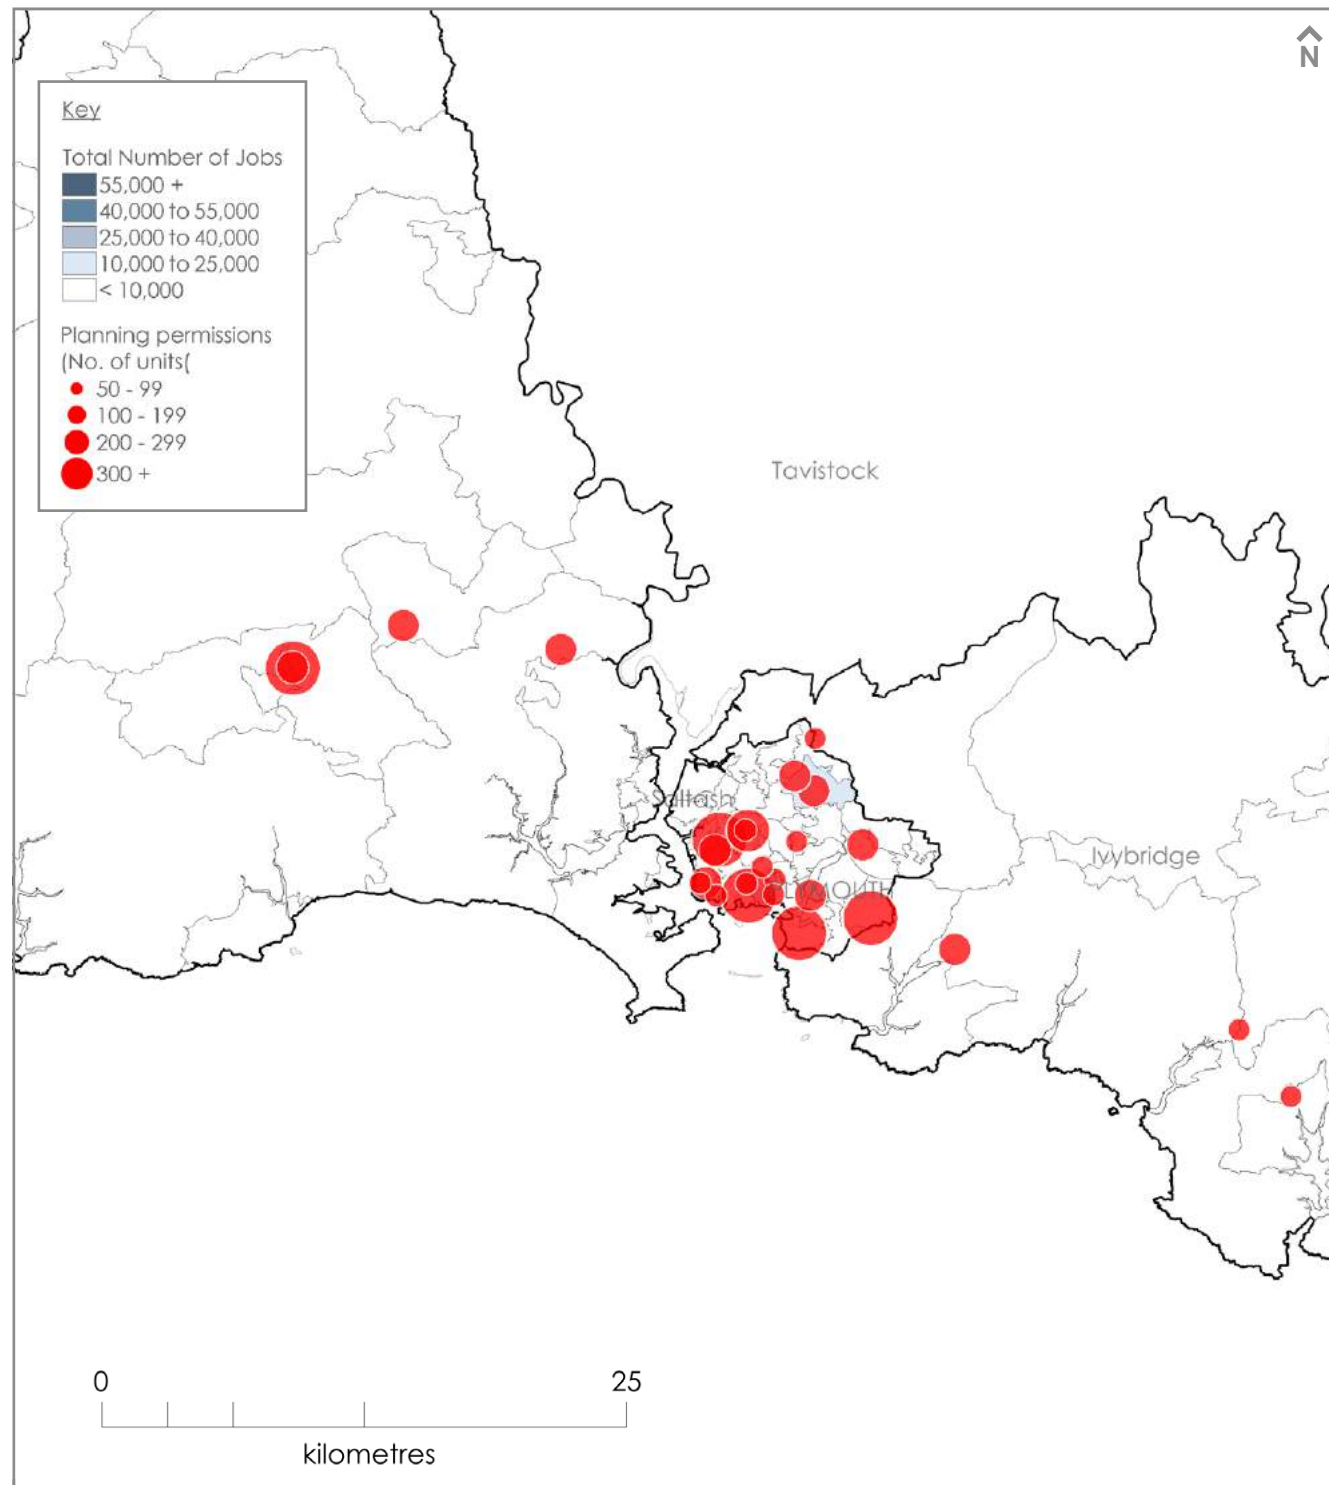 N
Key
Total Number of Jobs
55,000 +
40,000 to 55,000
25,000 to 40,000
10,000 to 25,000
< 10,000
Planning permissions
(No. of units(
50 - 99
100 - 199
200 - 299
300 +
Tavistock
Saltash
Ivybridge
PLYMOUTH
0 25
kilometres